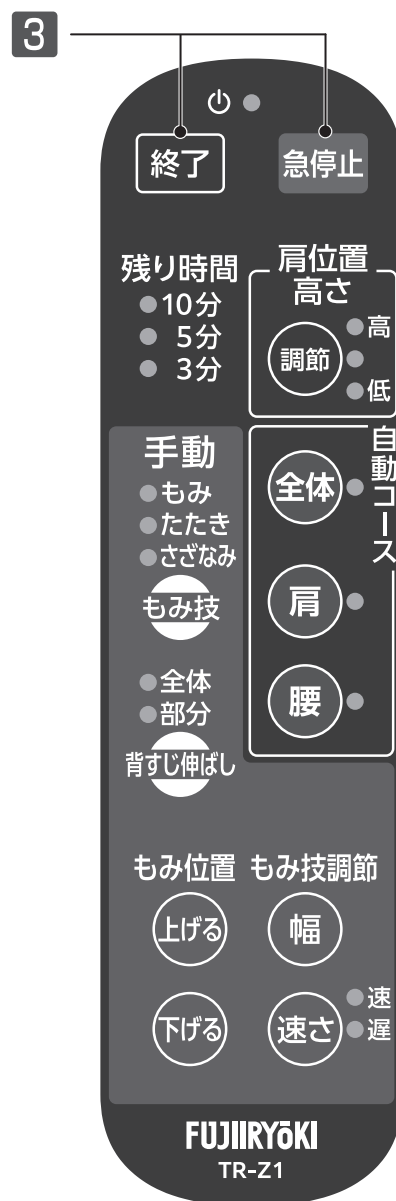 3
終了
急停止
残り時間
10分
5分
3分
肩位置
高さ
調節
高
低
手動
もみ
たたき
さざなみ
もみ技
全体
部分
背すじ伸ばし
自動コース
全体
肩
腰
もみ位置
上げる
下げる
もみ技調節
幅
速さ
速
遅
FUJIIRYōKI
TR-Z1